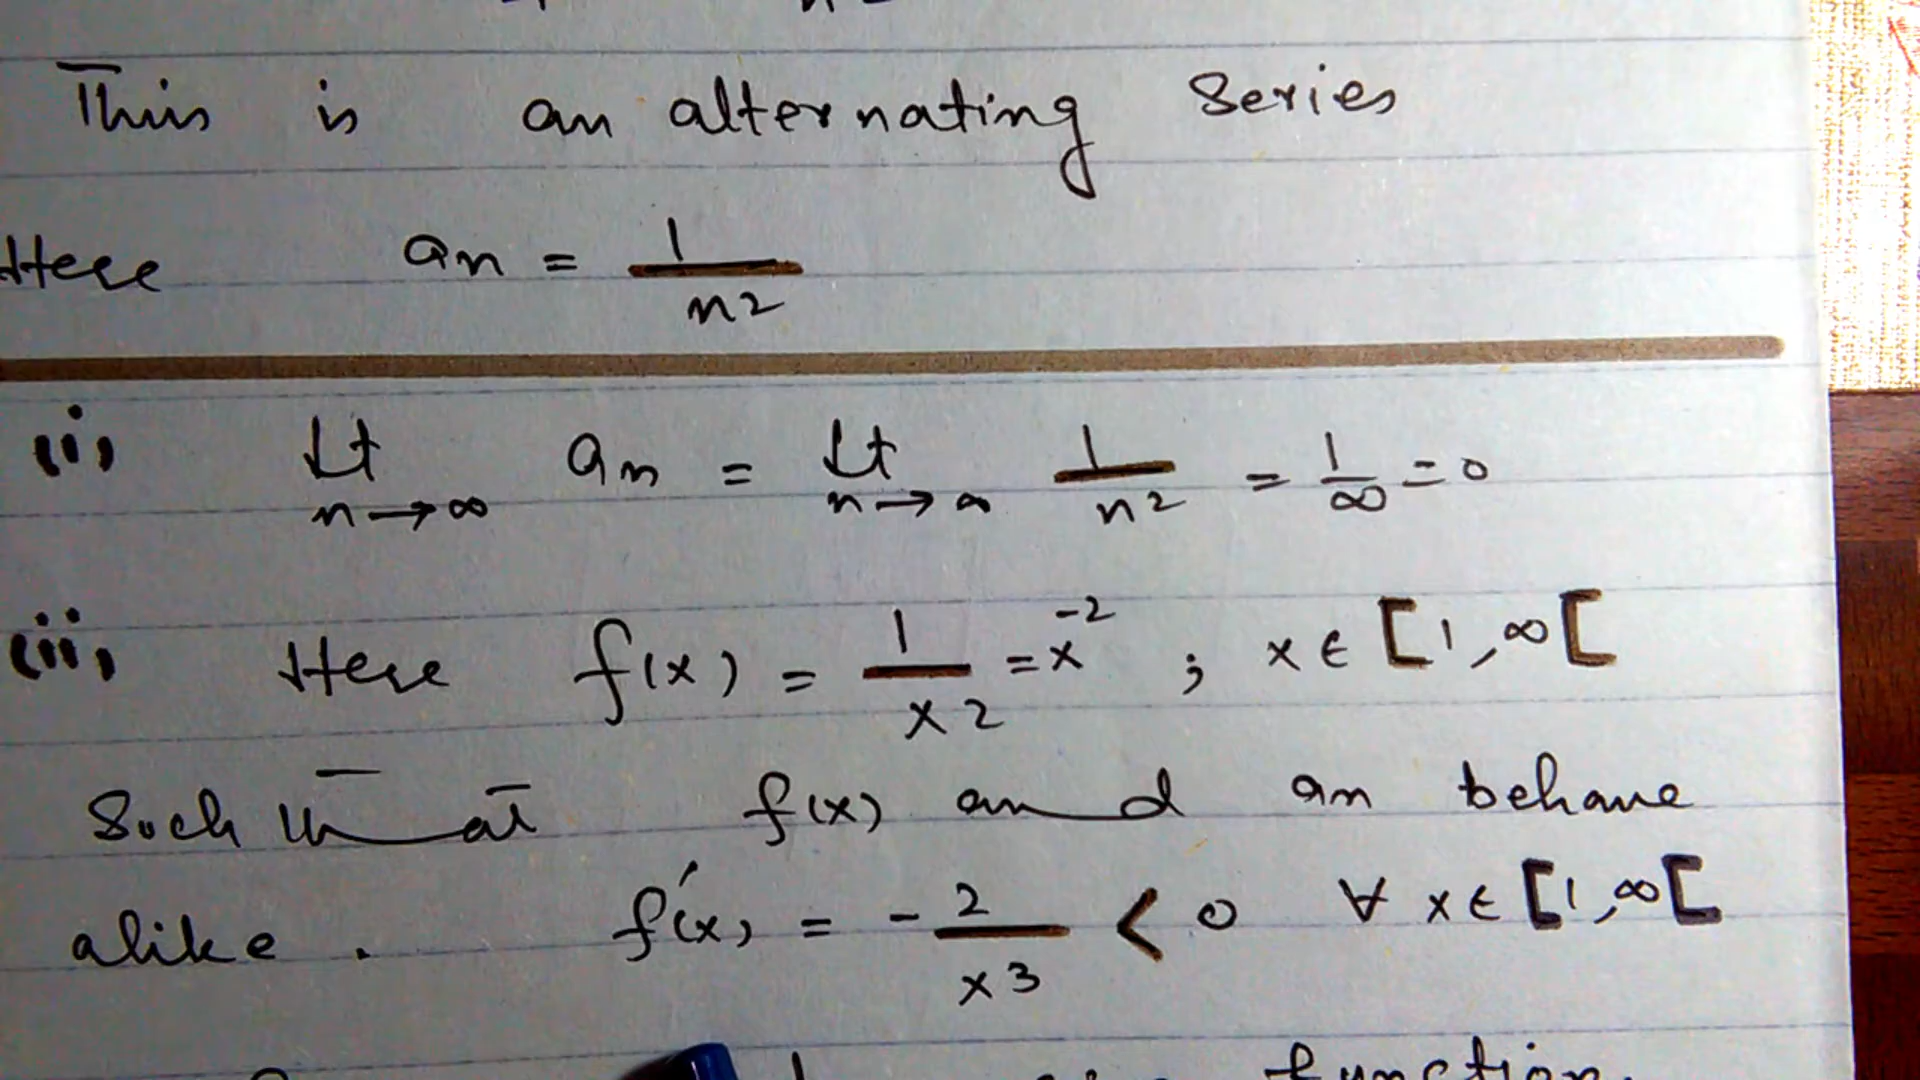 This is an alternating Series
Here an = 1/n2
(i) Lt n→∞ an = Lt n→∞ 1/n2 = 1/∞ = 0
(ii) Here f(x) = 1/x2 = x^-2 ; x ∈ [1,∞[
Such that f(x) and an behave
alike . f'(x) = -2/x3 < 0 ∀ x ∈ [1,∞[
function.